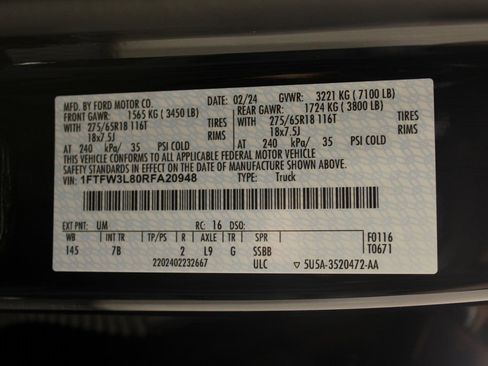 MFD. BY FORD MOTOR CO. DATE: 02/24 GVWR: 3221 KG ( 7100 LB)
FRONT GAWR: 1565 KG ( 3450 LB) REAR GAWR: 1724 KG ( 3800 LB)
WITH 275/65R18 116T TIRES WITH 275/65R18 116T TIRES
18x7.5J RIMS 18x7.5J RIMS
AT 240 kPa/ 35 PSI COLD AT 240 kPa/ 35 PSI COLD
THIS VEHICLE CONFORMS TO ALL APPLICABLE FEDERAL MOTOR VEHICLE
SAFETY STANDARDS IN EFFECT ON THE DATE OF MANUFACTURE SHOWN ABOVE.
VIN: 1FTFW3L80RFA20948 TYPE: Truck
EXT PNT: UM RC: 16 DSO: F0116
WB INT TR TP/PS R AXLE TR SPR T0671
145 7B 2 L9 G SSBB
2202402232667 ULC 5U5A-3520472-AA